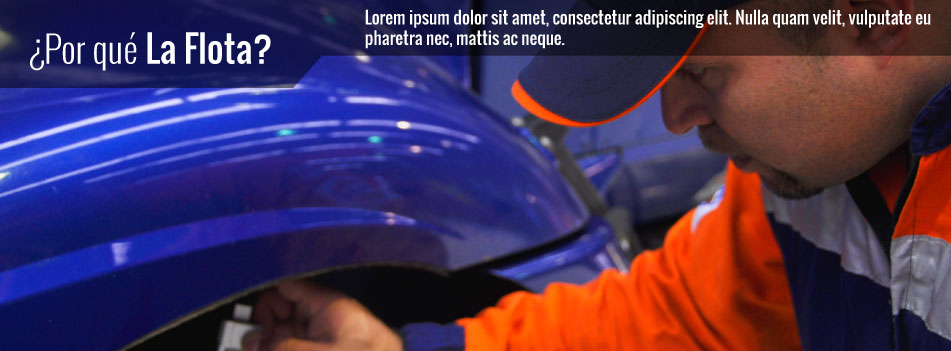 ¿Por qué La Flota?
Lorem ipsum dolor sit amet, consectetur adipiscing elit. Nulla quam velit, vulputate eu
pharetra nec, mattis ac neque.